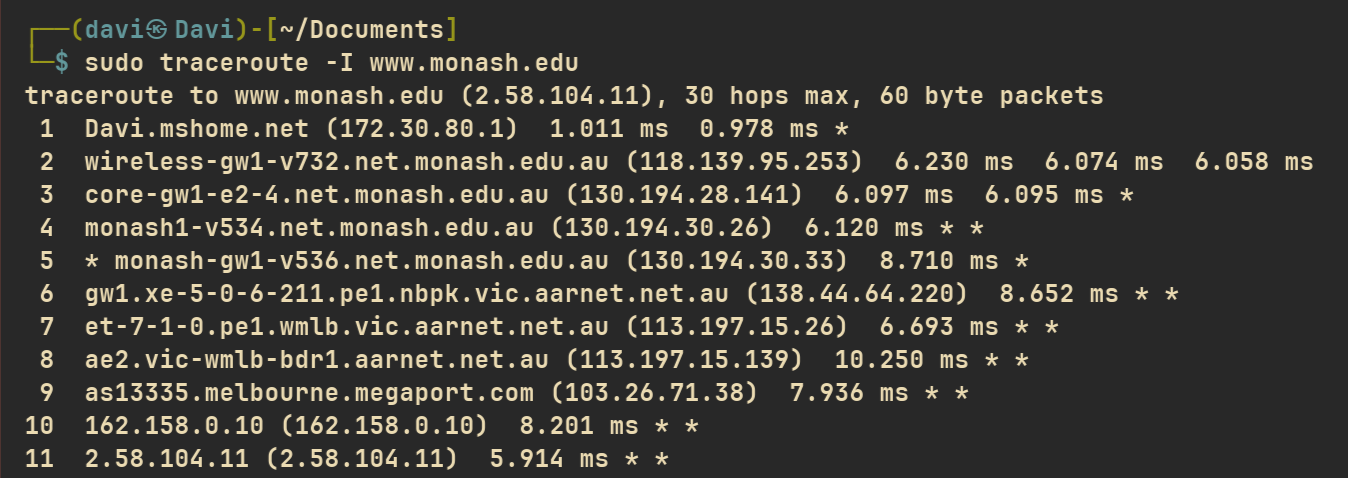 ┌──(davi㉿Davi)-[~/Documents]
└─$ sudo traceroute -I www.monash.edu
traceroute to www.monash.edu (2.58.104.11), 30 hops max, 60 byte packets
 1  Davi.mshome.net (172.30.80.1)  1.011 ms  0.978 ms *
 2  wireless-gw1-v732.net.monash.edu.au (118.139.95.253)  6.230 ms  6.074 ms  6.058 ms
 3  core-gw1-e2-4.net.monash.edu.au (130.194.28.141)  6.097 ms  6.095 ms *
 4  monash1-v534.net.monash.edu.au (130.194.30.26)  6.120 ms * *
 5  * monash-gw1-v536.net.monash.edu.au (130.194.30.33)  8.710 ms *
 6  gw1.xe-5-0-6-211.pe1.nbpk.vic.aarnet.net.au (138.44.64.220)  8.652 ms * *
 7  et-7-1-0.pe1.wmlb.vic.aarnet.net.au (113.197.15.26)  6.693 ms * *
 8  ae2.vic-wmlb-bdr1.aarnet.net.au (113.197.15.139)  10.250 ms * *
 9  as13335.melbourne.megaport.com (103.26.71.38)  7.936 ms * *
10  162.158.0.10 (162.158.0.10)  8.201 ms * *
11  2.58.104.11 (2.58.104.11)  5.914 ms * *